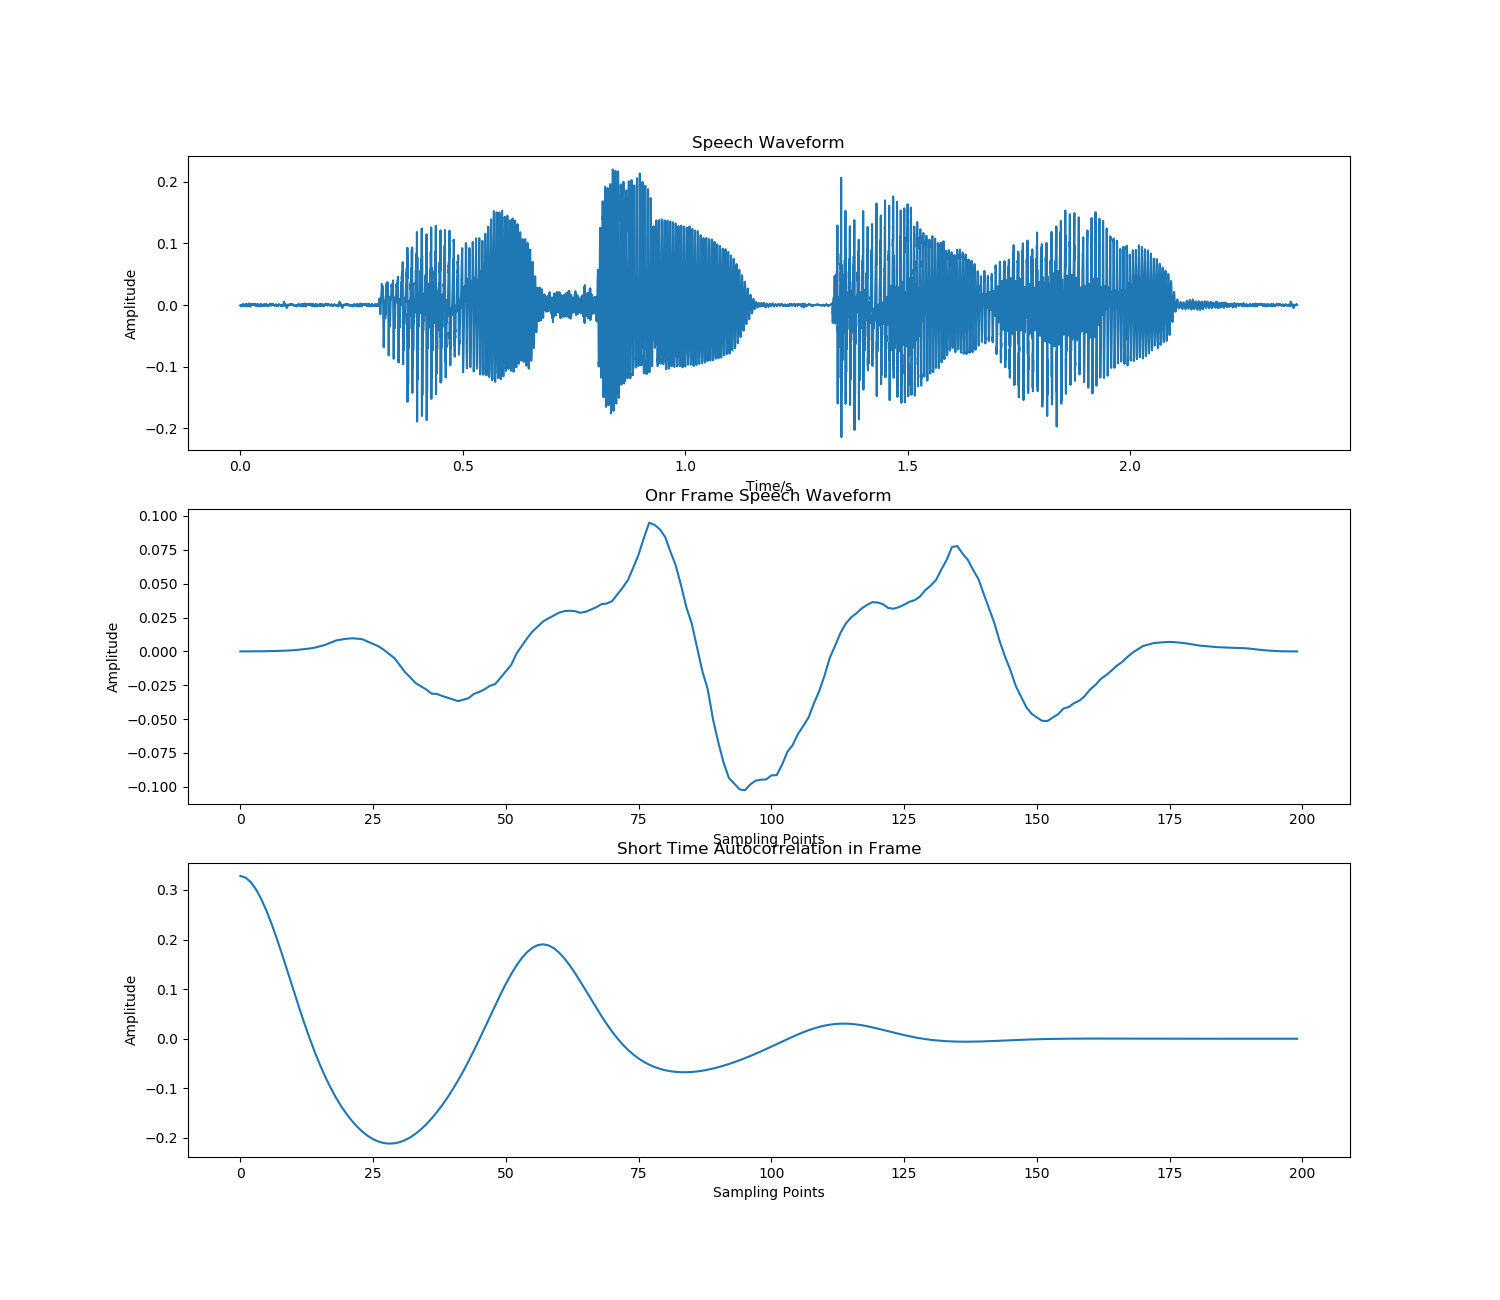 Speech Waveform
0.2
0.1
0.0
−0.1
−0.2
Amplitude
0.0 0.5 1.0 1.5 2.0
Time/s
Onr Frame Speech Waveform
0.100
0.075
0.050
0.025
0.000
−0.025
−0.050
−0.075
−0.100
Amplitude
0 25 50 75 100 125 150 175 200
Sampling Points
Short Time Autocorrelation in Frame
0.3
0.2
0.1
0.0
−0.1
−0.2
Amplitude
0 25 50 75 100 125 150 175 200
Sampling Points